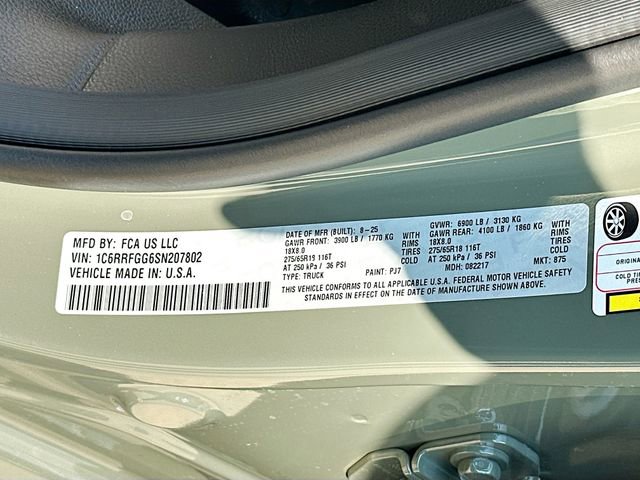 MFD BY: FCA US LLC
VIN: 1C6RRFGG6SN207802
VEHICLE MADE IN U.S.A.
DATE OF MFR (BUILT): 8-25
GAWR FRONT: 3900 LB / 1770 KG
18X8.0 RIMS
275/65R18 116T TIRES
AT 250 kPa / 36 PSI COLD
TYPE: TRUCK PAINT: PJ7
GVWR: 6900 LB / 3130 KG
GAWR REAR: 4100 LB / 1860 KG
18X8.0 RIMS
275/65R18 116T TIRES
AT 250 kPa / 36 PSI COLD
MDH: 082217 MKT: 875
THIS VEHICLE CONFORMS TO ALL APPLICABLE U.S.A. FEDERAL MOTOR VEHICLE SAFETY
STANDARDS IN EFFECT ON THE DATE OF MANUFACTURE SHOWN ABOVE.
ORIGINA
COLD TI
PRES